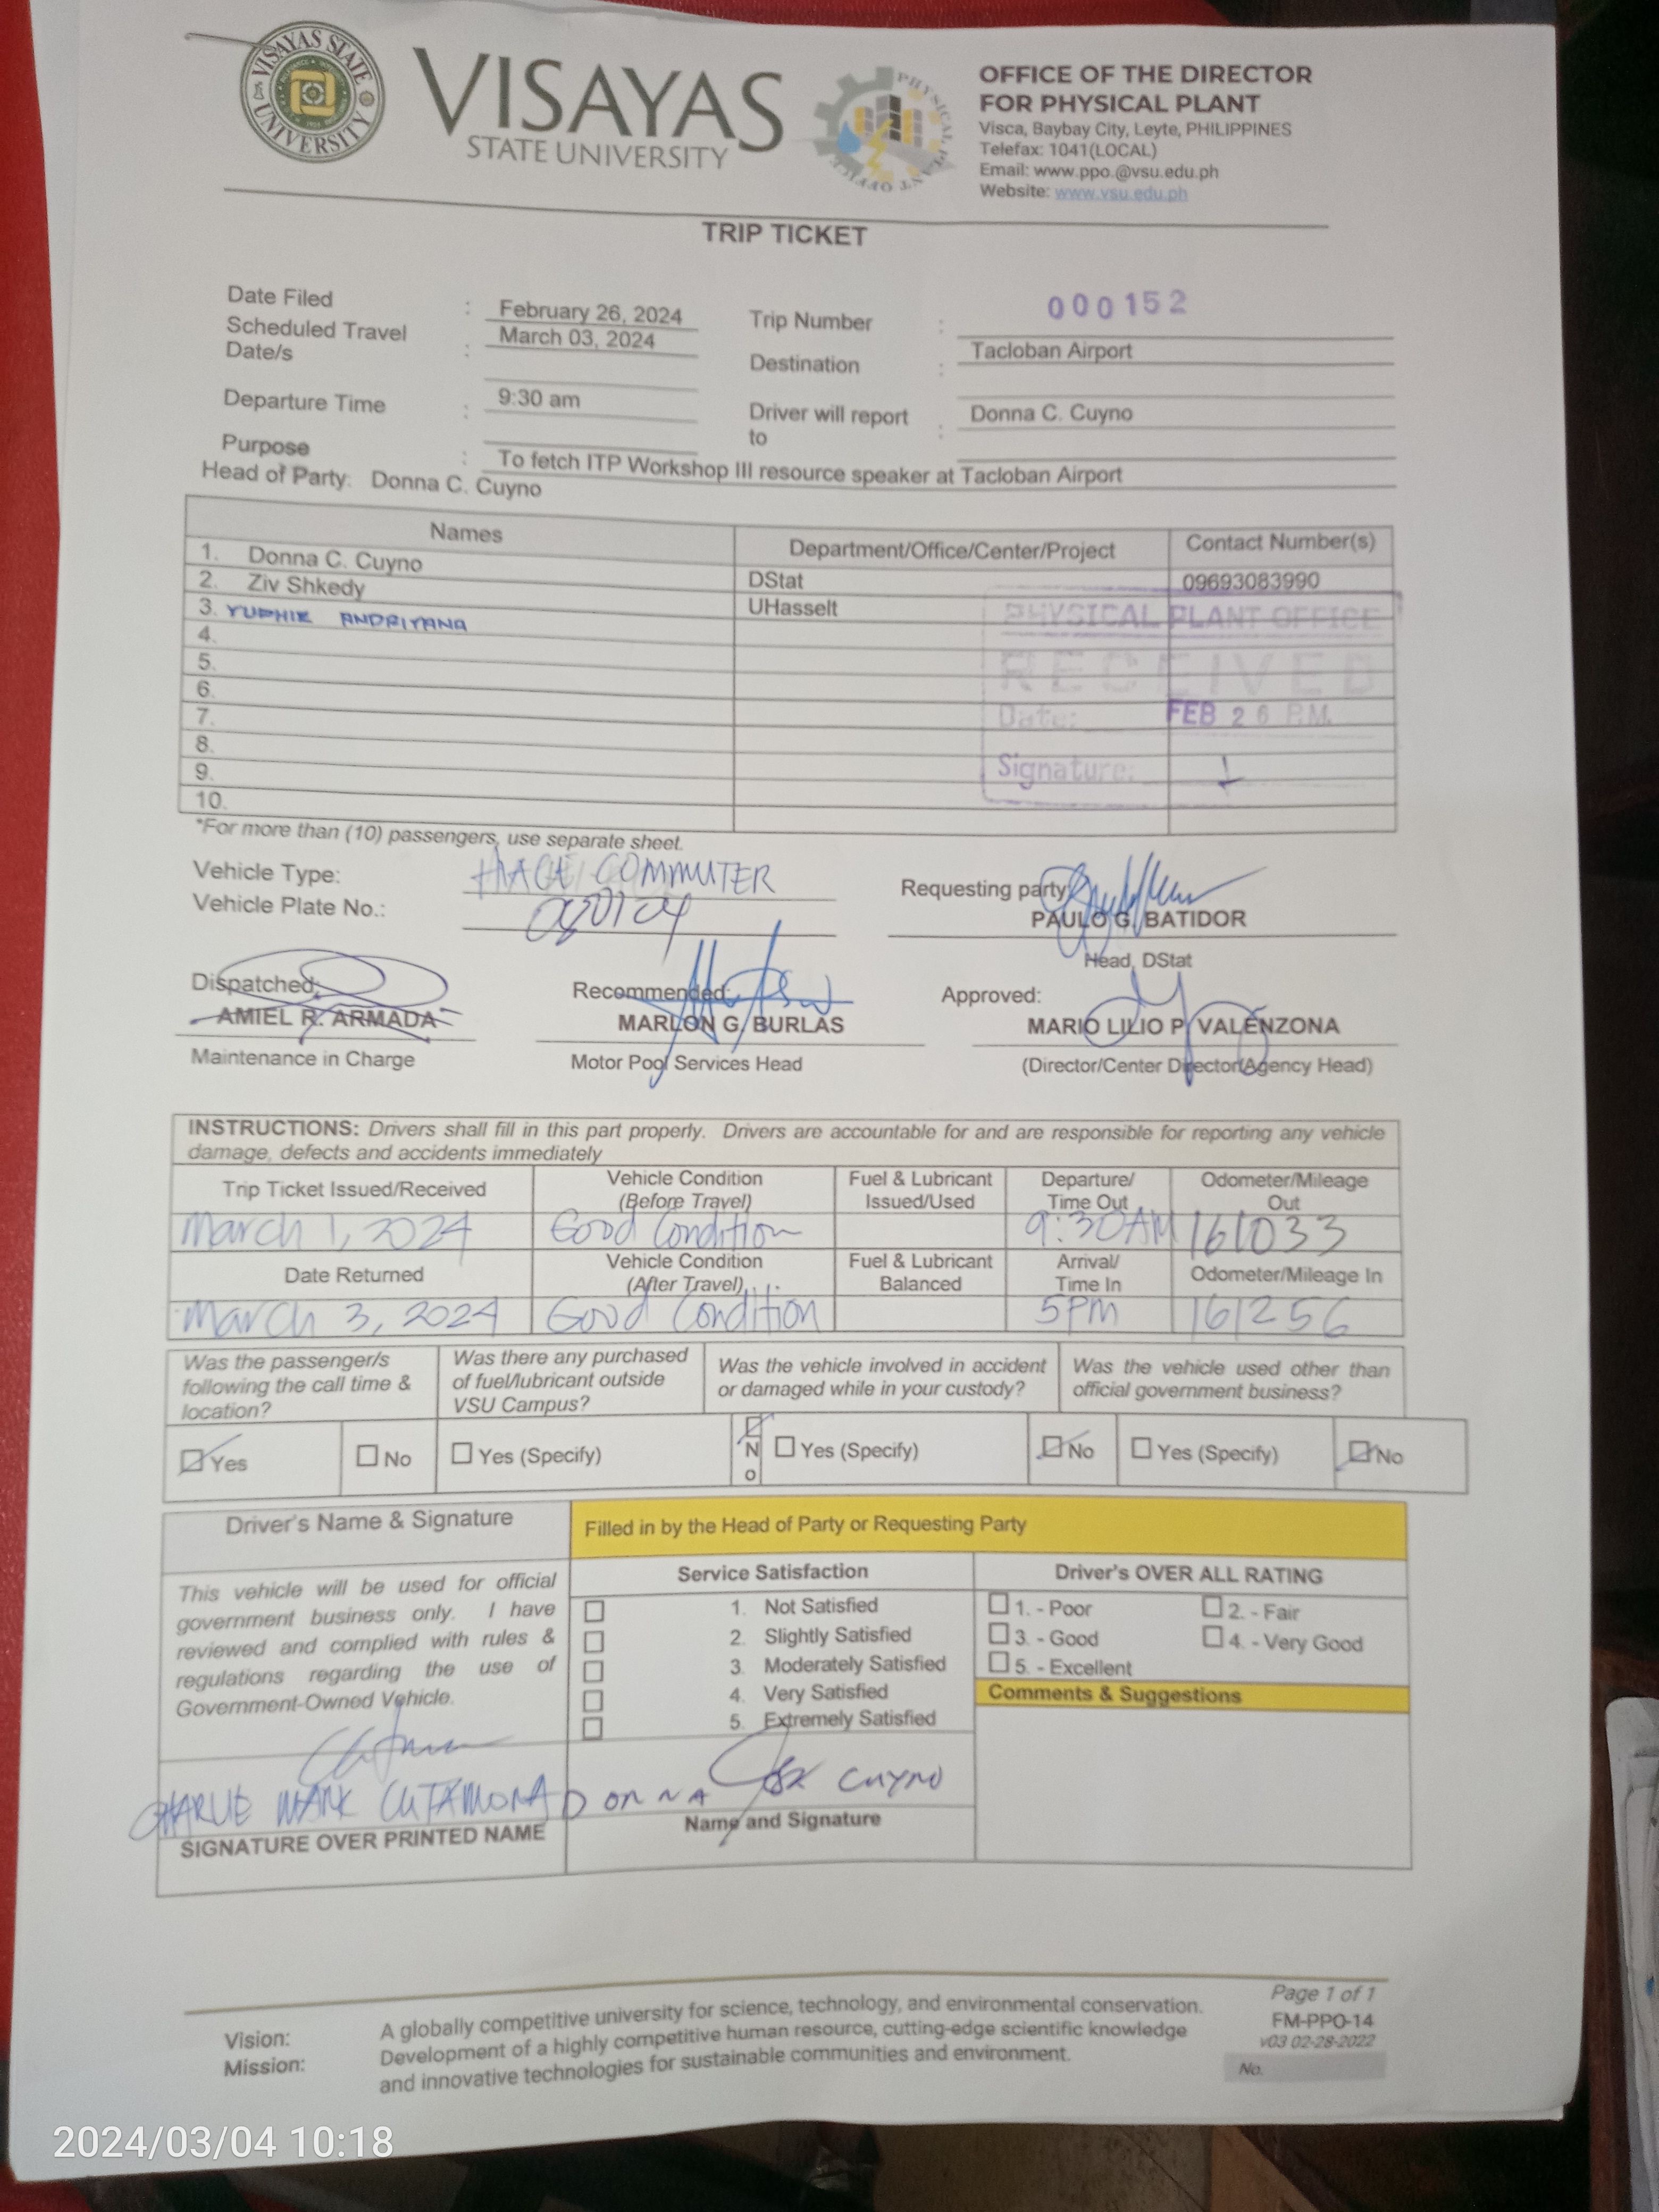 VISAYAS STATE UNIVERSITY
VISAYAS
STATE UNIVERSITY
PHYSICAL PLANT OFFICE
OFFICE OF THE DIRECTOR
FOR PHYSICAL PLANT
Visca, Baybay City, Leyte, PHILIPPINES
Telefax: 1041(LOCAL)
Email: www.ppo.@vsu.edu.ph
Website: www.vsu.edu.ph
TRIP TICKET
Date Filed : February 26, 2024
Trip Number : 000152
Scheduled Travel Date/s : March 03, 2024
Destination : Tacloban Airport
Departure Time : 9:30 am
Driver will report to : Donna C. Cuyno
Purpose : To fetch ITP Workshop III resource speaker at Tacloban Airport
Head of Party: Donna C. Cuyno
Names Department/Office/Center/Project Contact Number(s)
1. Donna C. Cuyno DStat 09693083990
2. Ziv Shkedy UHasselt
3. YUPHIE ANDRIYANA
4.
5.
6.
7.
8.
9.
10.
PHYSICAL PLANT OFFICE
RECEIVED
Date: FEB 26 P.M.
Signature:
*For more than (10) passengers, use separate sheet.
Vehicle Type: HIACE COMMUTER
Vehicle Plate No.:
Requesting party:
PAULO G. BATIDOR
Head, DStat
Dispatched:
AMIEL R. ARMADA
Maintenance in Charge
Recommended:
MARLON G. BURLAS
Motor Pool Services Head
Approved:
MARIO LILIO P. VALENZONA
(Director/Center Director/Agency Head)
INSTRUCTIONS: Drivers shall fill in this part properly. Drivers are accountable for and are responsible for reporting any vehicle
damage, defects and accidents immediately
Trip Ticket Issued/Received Vehicle Condition (Before Travel) Fuel & Lubricant Issued/Used Departure/ Time Out Odometer/Mileage Out
March 1, 2024 Good Condition 9:30AM 161033
Date Returned Vehicle Condition (After Travel) Fuel & Lubricant Balanced Arrival/ Time In Odometer/Mileage In
March 3, 2024 Good Condition 5PM 161256
Was the passenger/s following the call time & location?
Was there any purchased of fuel/lubricant outside VSU Campus?
Was the vehicle involved in accident or damaged while in your custody?
Was the vehicle used other than official government business?
Yes No Yes (Specify) No Yes (Specify) No Yes (Specify) No
Driver's Name & Signature
Filled in by the Head of Party or Requesting Party
This vehicle will be used for official
government business only. I have
reviewed and complied with rules &
regulations regarding the use of
Government-Owned Vehicle.
Service Satisfaction
1. Not Satisfied
2. Slightly Satisfied
3. Moderately Satisfied
4. Very Satisfied
5. Extremely Satisfied
Driver's OVER ALL RATING
1. - Poor 2. - Fair
3. - Good 4. - Very Good
5. - Excellent
Comments & Suggestions
CHARLIE MARK CUTAMORA
SIGNATURE OVER PRINTED NAME
DONNA CUYNO
Name and Signature
Vision: A globally competitive university for science, technology, and environmental conservation.
Mission: Development of a highly competitive human resource, cutting-edge scientific knowledge
and innovative technologies for sustainable communities and environment.
Page 1 of 1
FM-PPO-14
v03 02-28-2022
No.
2024/03/04 10:18